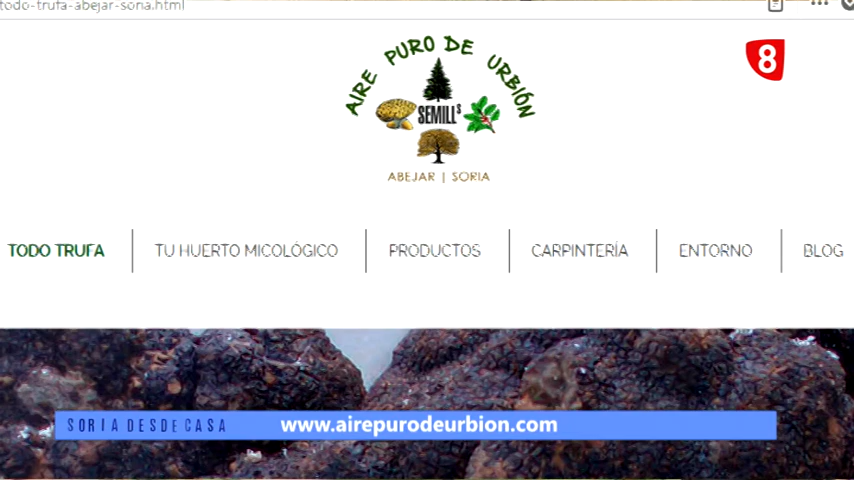 todo-trufa-abejar-soria.html
AIRE PURO DE URBIÓN
8
SEMILLS
ABEJAR | SORIA
TODO TRUFA
TU HUERTO MICOLÓGICO
PRODUCTOS
CARPINTERÍA
ENTORNO
BLOG
SORIA DESDE CASA
www.airepurodeurbion.com